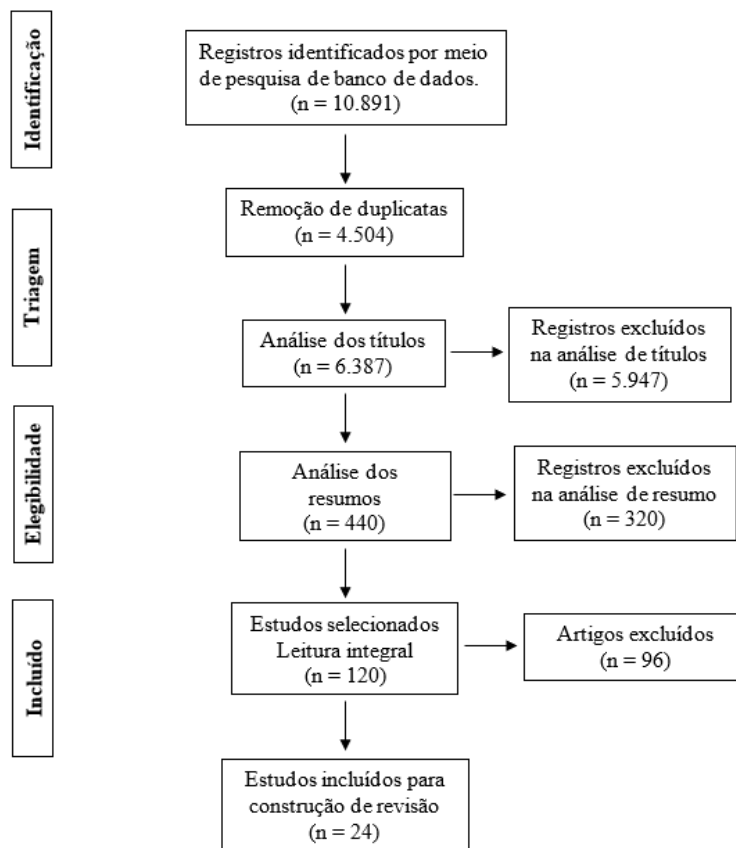 Identificação
Registros identificados por meio
de pesquisa de banco de dados.
(n = 10.891)
Triagem
Remoção de duplicatas
(n = 4.504)
Análise dos títulos
(n = 6.387)
Registros excluídos
na análise de títulos
(n = 5.947)
Elegibilidade
Análise dos
resumos
(n = 440)
Registros excluídos
na análise de resumo
(n = 320)
Incluído
Estudos selecionados
Leitura integral
(n = 120)
Artigos excluídos
(n = 96)
Estudos incluídos para
construção de revisão
(n = 24)